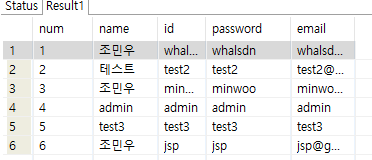 Status Result1
num name id password email
1 1 조민우 whal... whalsdn whalsd...
2 2 테스트 test2 test2 test2@...
3 3 조민우 min... minwoo minwo...
4 4 admin admin admin admin
5 5 test3 test3 test3 test3
6 6 조민우 jsp jsp jsp@g...